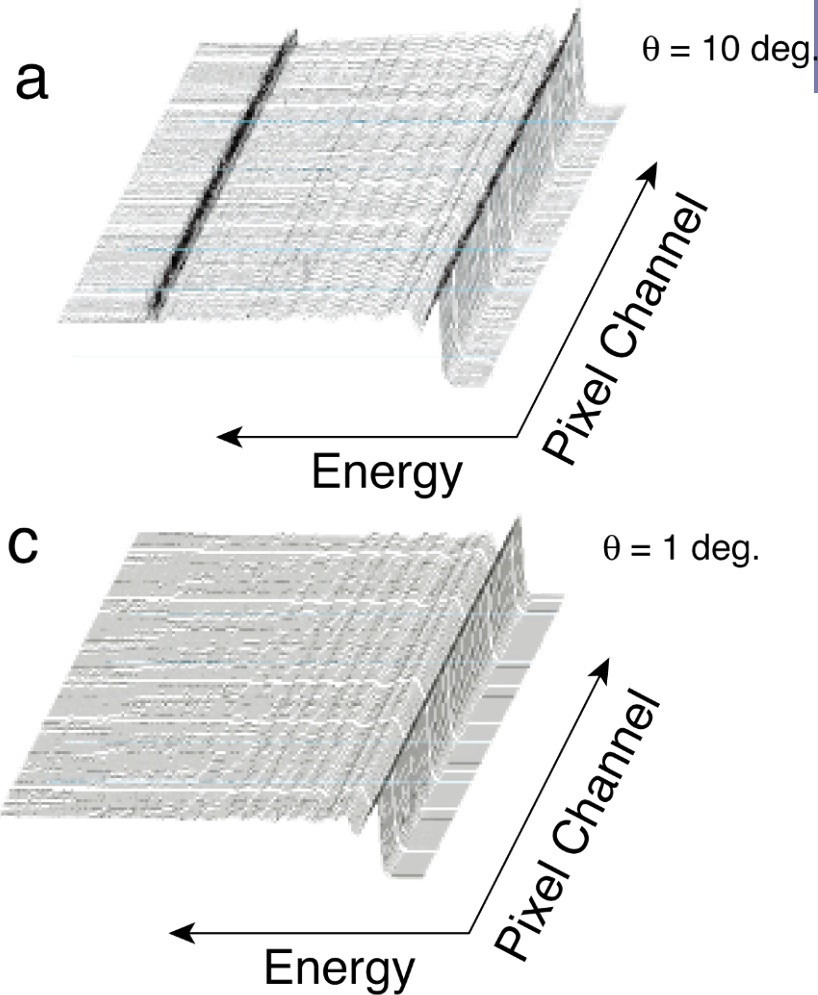 a
θ = 10 deg.
Pixel Channel
Energy
c
θ = 1 deg.
Pixel Channel
Energy